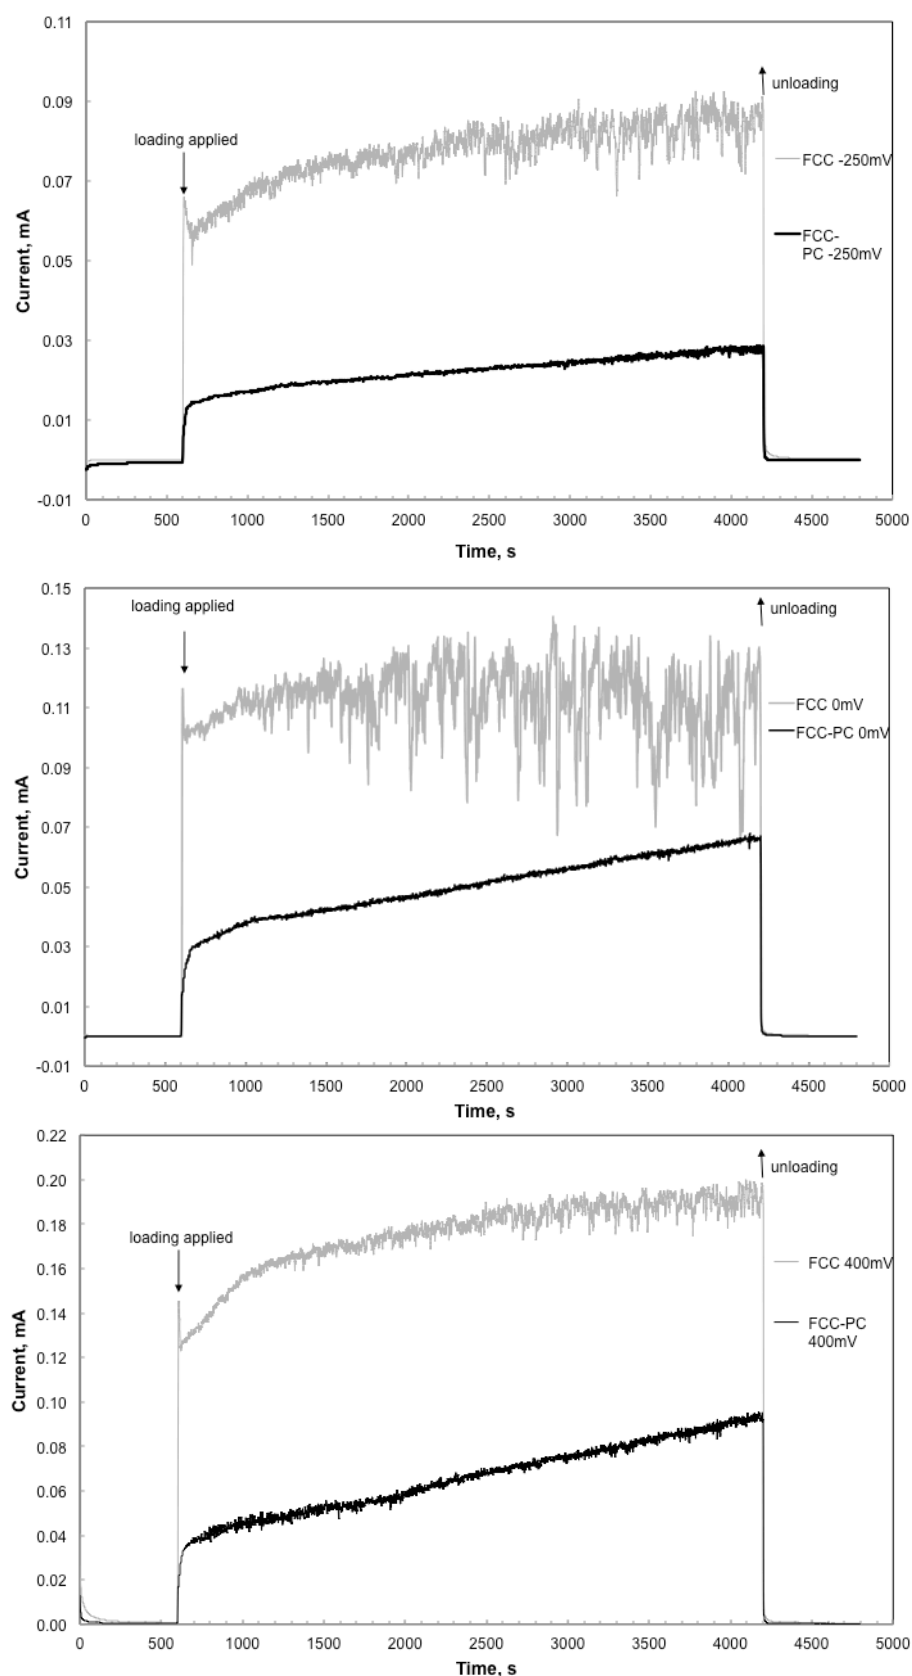 0.11
0.09
0.07
0.05
0.03
0.01
-0.01
Current, mA
loading applied
unloading
FCC -250mV
FCC-
PC -250mV
0 500 1000 1500 2000 2500 3000 3500 4000 4500 5000
Time, s
0.15
0.13
0.11
0.09
0.07
0.05
0.03
0.01
-0.01
Current, mA
loading applied
unloading
FCC 0mV
FCC-PC 0mV
0 500 1000 1500 2000 2500 3000 3500 4000 4500 5000
Time, s
0.22
0.20
0.18
0.16
0.14
0.12
0.10
0.08
0.06
0.04
0.02
0.00
Current, mA
loading applied
unloading
FCC 400mV
FCC-PC
400mV
0 500 1000 1500 2000 2500 3000 3500 4000 4500 5000
Time, s